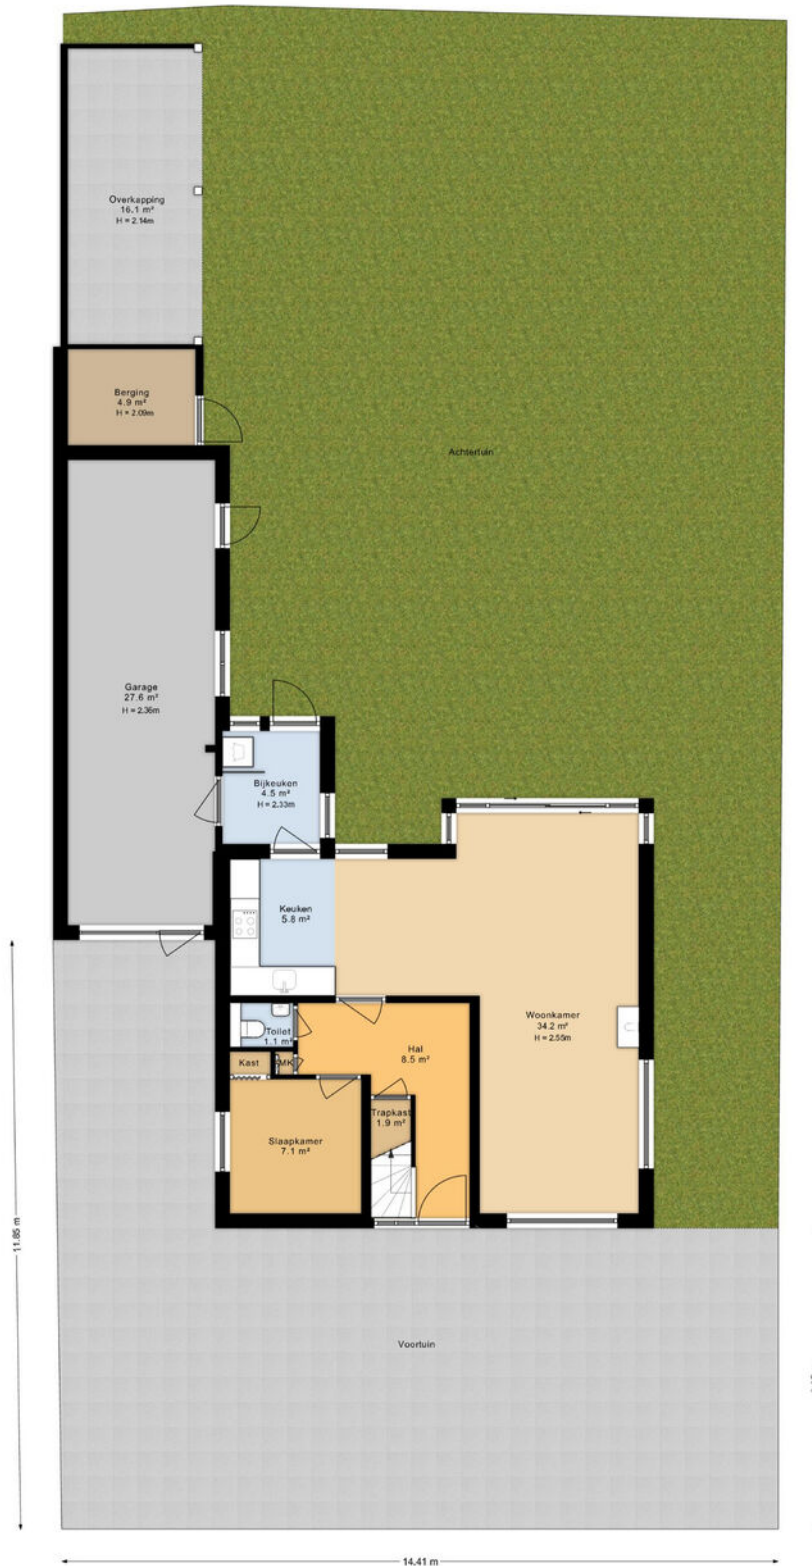 Overkapping
16.1 m²
H = 2.14m
Berging
4.9 m²
H = 2.09m
Achtertuin
Garage
27.6 m²
H = 2.36m
Bijkeuken
4.5 m²
H = 2.33m
Keuken
5.8 m²
Woonkamer
34.2 m²
H = 2.55m
Toilet
1.1 m²
Hal
8.5 m²
Kast
MK
Trapkast
1.9 m²
Slaapkamer
7.1 m²
11.85 m
Voortuin
14.41 m